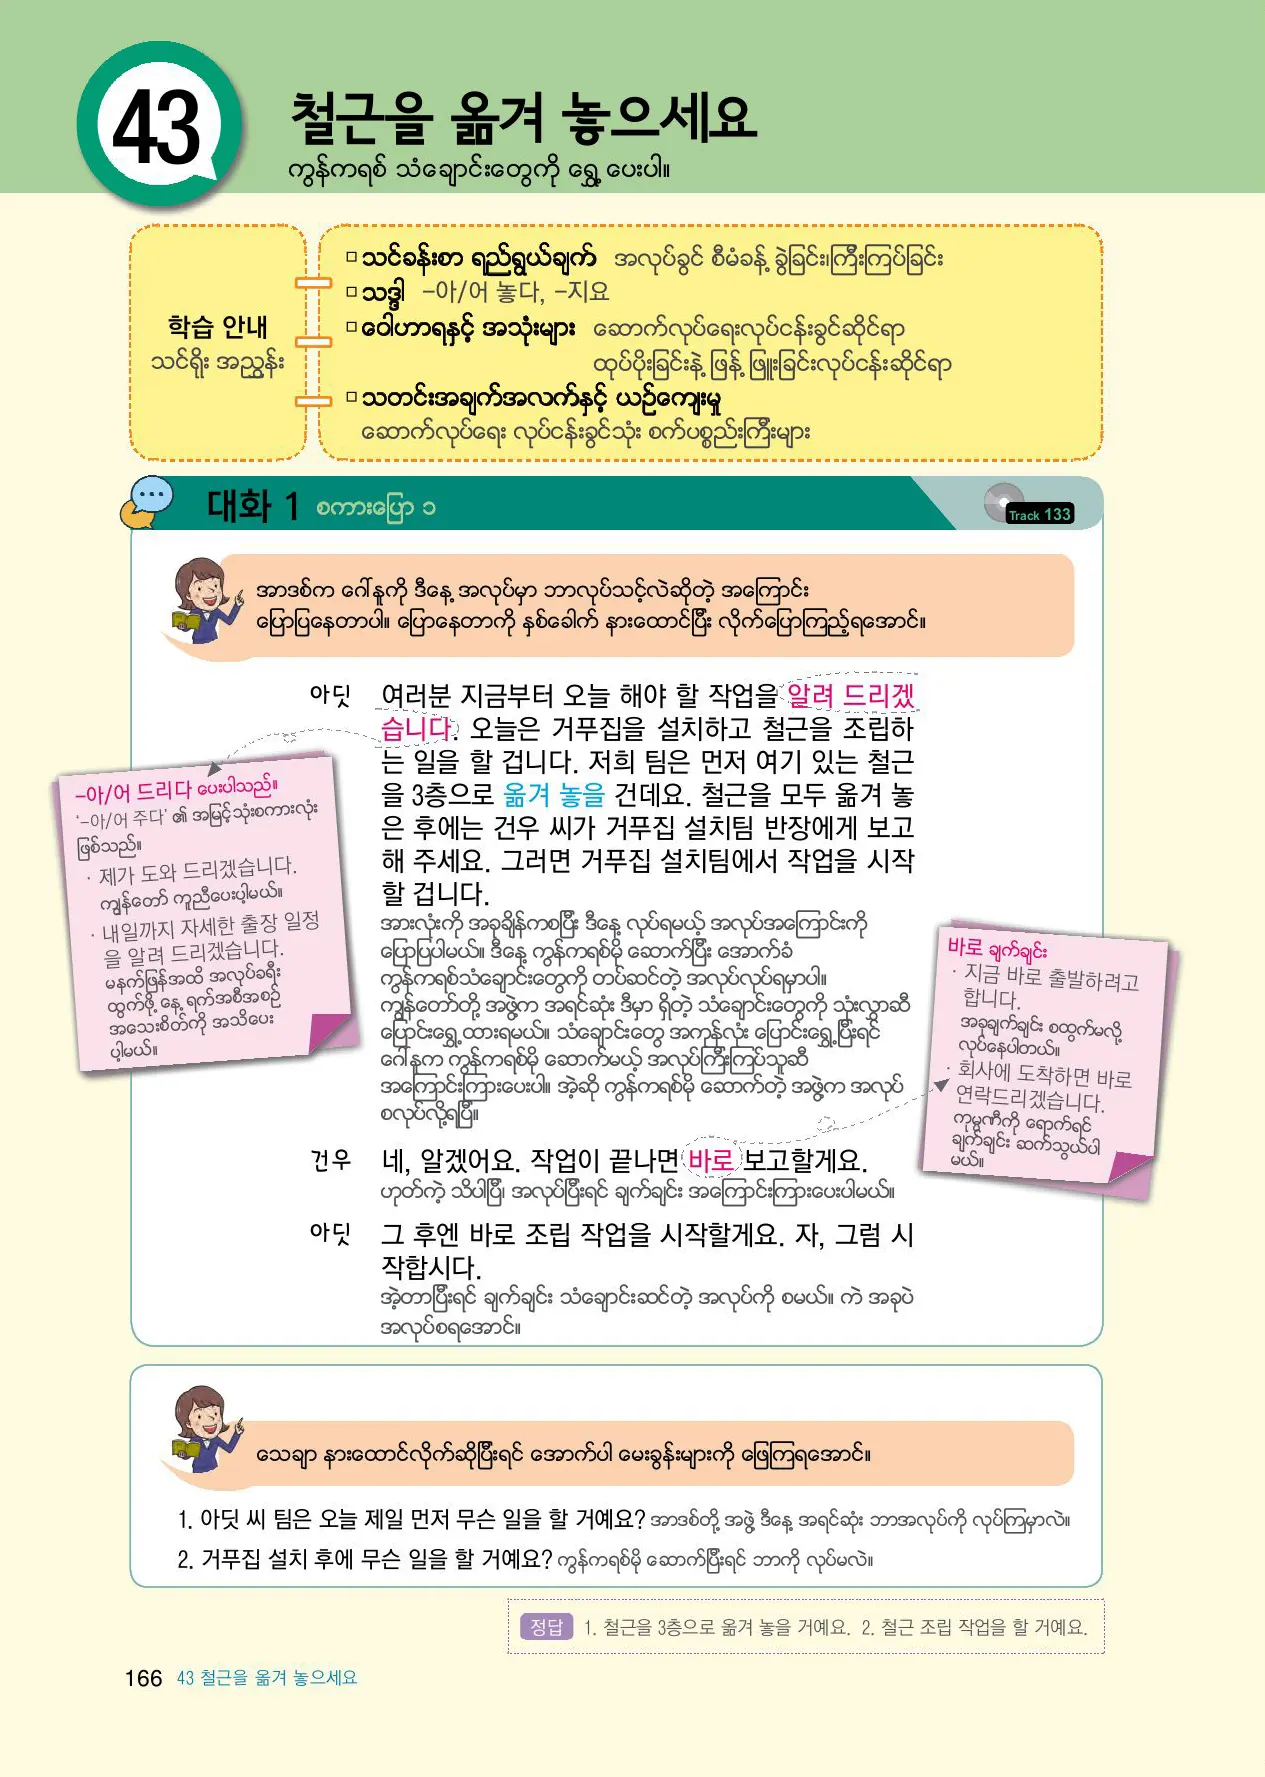 43
철근을 옮겨 놓으세요
ကွန်ကရစ် သံချောင်းတွေကို ရွှေ့ပေးပါ။
학습 안내
သင်ရိုး အညွှန်း
□ သင်ခန်းစာ ရည်ရွယ်ချက် အလုပ်ခွင် စီမံခန့်ခွဲခြင်း၊ကြီးကြပ်ခြင်း
□ သဒ္ဒါ -아/어 놓다, -지요
□ ဝေါဟာရနှင့် အသုံးများ ဆောက်လုပ်ရေးလုပ်ငန်းခွင်ဆိုင်ရာ
ထုပ်ပိုးခြင်းနဲ့ ဖြန့်ဖြူးခြင်းလုပ်ငန်းဆိုင်ရာ
□ သတင်းအချက်အလက်နှင့် ယဉ်ကျေးမှု
ဆောက်လုပ်ရေး လုပ်ငန်းခွင်သုံး စက်ပစ္စည်းကြီးများ
대화 1 စကားပြော ၁
Track 133
အာဒစ်က ဂေါ်နူကို ဒီနေ့ အလုပ်မှာ ဘာလုပ်သင့်လဲဆိုတဲ့ အကြောင်း
ပြောပြနေတာပါ။ ပြောနေတာကို နှစ်ခေါက် နားထောင်ပြီး လိုက်ပြောကြည့်ရအောင်။
아딧 여러분 지금부터 오늘 해야 할 작업을 알려 드리겠
습니다. 오늘은 거푸집을 설치하고 철근을 조립하
는 일을 할 겁니다. 저희 팀은 먼저 여기 있는 철근
을 3층으로 옮겨 놓을 건데요. 철근을 모두 옮겨 놓
은 후에는 건우 씨가 거푸집 설치팀 반장에게 보고
해 주세요. 그러면 거푸집 설치팀에서 작업을 시작
할 겁니다.
အားလုံးကို အခုချိန်ကစပြီး ဒီနေ့ လုပ်ရမယ့် အလုပ်အကြောင်းကို
ပြောပြပါမယ်။ ဒီနေ့ ကွန်ကရစ်မို ဆောက်ပြီး အောက်ခံ
ကွန်ကရစ်သံချောင်းတွေကို တပ်ဆင်တဲ့ အလုပ်လုပ်ရမှာပါ။
ကျွန်တော်တို့ အဖွဲ့က အရင်ဆုံး ဒီမှာ ရှိတဲ့ သံချောင်းတွေကို သုံးလွှာဆီ
ပြောင်းရွှေ့ထားရမယ်။ သံချောင်းတွေ အကုန်လုံး ပြောင်းရွှေ့ပြီးရင်
ဂေါ်နူက ကွန်ကရစ်မို ဆောက်မယ့် အလုပ်ကြီးကြပ်သူဆီ
အကြောင်းကြားပေးပါ။ အဲ့ဆို ကွန်ကရစ်မို ဆောက်တဲ့ အဖွဲ့က အလုပ်
စလုပ်လို့ရပြီ။
건우 네, 알겠어요. 작업이 끝나면 바로 보고할게요.
ဟုတ်ကဲ့ သိပါပြီ၊ အလုပ်ပြီးရင် ချက်ချင်း အကြောင်းကြားပေးပါမယ်။
아딧 그 후엔 바로 조립 작업을 시작할게요. 자, 그럼 시
작합시다.
အဲ့တာပြီးရင် ချက်ချင်း သံချောင်းဆင်တဲ့ အလုပ်ကို စမယ်။ ကဲ အခုပဲ
အလုပ်စရအောင်။
-아/어 드리다 ပေးပါသည်။
‘-아/어 주다’ ၏ အမြင့်သုံးစကားလုံး
ဖြစ်သည်။
· 제가 도와 드리겠습니다.
ကျွန်တော် ကူညီပေးပါ့မယ်။
· 내일까지 자세한 출장 일정
을 알려 드리겠습니다.
မနက်ဖြန်အထိ အလုပ်ခရီး
ထွက်ဖို့ နေ့ရက်အစီအစဉ်
အသေးစိတ်ကို အသိပေး
ပါ့မယ်။
바로 ချက်ချင်း
· 지금 바로 출발하려고
합니다.
အခုချက်ချင်း စထွက်မလို့
လုပ်နေပါတယ်။
· 회사에 도착하면 바로
연락드리겠습니다.
ကုမ္ပဏီကို ရောက်ရင်
ချက်ချင်း ဆက်သွယ်ပါ
မယ်။
သေချာ နားထောင်လိုက်ဆိုပြီးရင် အောက်ပါ မေးခွန်းများကို ဖြေကြရအောင်။
1. 아딧 씨 팀은 오늘 제일 먼저 무슨 일을 할 거예요? အာဒစ်တို့ အဖွဲ့ ဒီနေ့ အရင်ဆုံး ဘာအလုပ်ကို လုပ်ကြမှာလဲ။
2. 거푸집 설치 후에 무슨 일을 할 거예요? ကွန်ကရစ်မို ဆောက်ပြီးရင် ဘာကို လုပ်မလဲ။
정답 1. 철근을 3층으로 옮겨 놓을 거예요. 2. 철근 조립 작업을 할 거예요.
166 43 철근을 옮겨 놓으세요